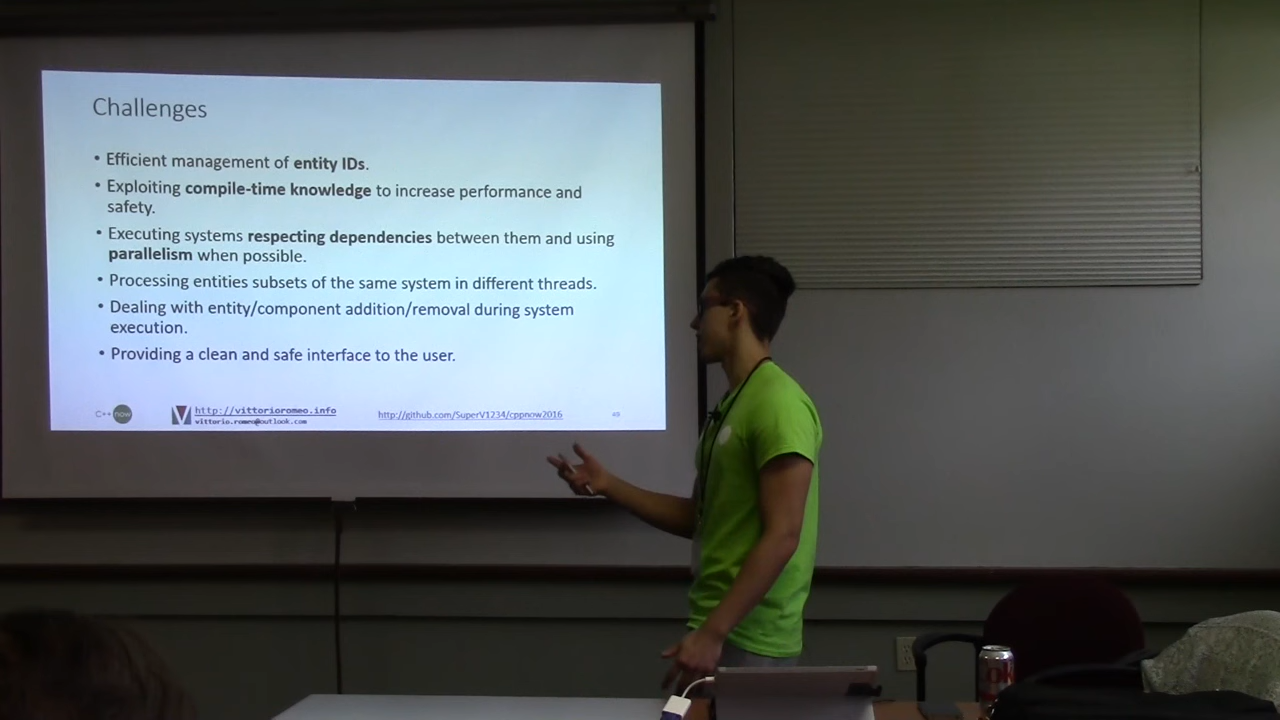 Challenges
• Efficient management of entity IDs.
• Exploiting compile-time knowledge to increase performance and
safety.
• Executing systems respecting dependencies between them and using
parallelism when possible.
• Processing entities subsets of the same system in different threads.
• Dealing with entity/component addition/removal during system
execution.
• Providing a clean and safe interface to the user.
C++ now
http://vittorioromeo.info
vittorio.romeo@outlook.com
http://github.com/SuperV1234/cppnow2016